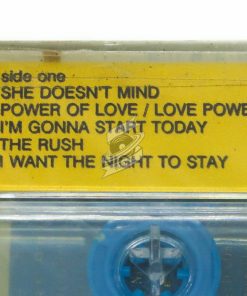 side one
SHE DOESN'T MIND
POWER OF LOVE / LOVE POWE
I'M GONNA START TODAY
THE RUSH
I WANT THE NIGHT TO STAY